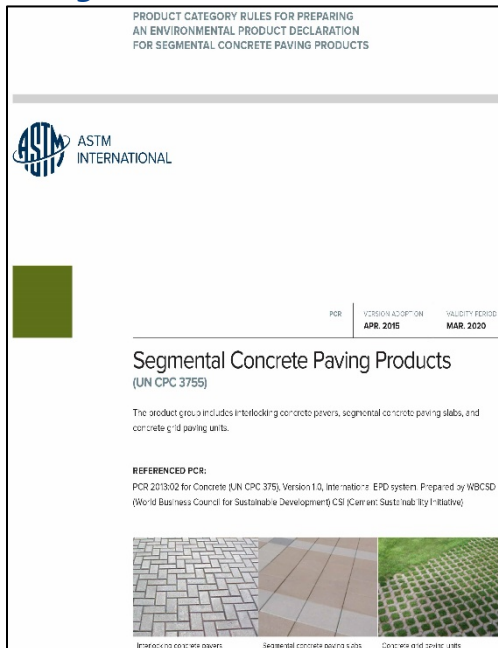 PRODUCT CATEGORY RULES FOR PREPARING
AN ENVIRONMENTAL PRODUCT DECLARATION
FOR SEGMENTAL CONCRETE PAVING PRODUCTS
ASTM
INTERNATIONAL
PCR
VERSION ADOPTION
VALIDITY PERIOD
APR. 2015
MAR. 2020
Segmental Concrete Paving Products
(UN CPC 3755)
The product group includes interlocking concrete pavers, segmental concrete paving slabs, and
concrete grid paving units.
REFERENCED PCR:
PCR 2013:02 for Concrete (UN CPC 375), Version 1.0, International EPD system. Prepared by WBCSD
(World Business Council for Sustainable Development) CSI (Cement Sustainability Initiative)
Interlocking concrete pavers
Segmental concrete paving slabs
Concrete grid paving units